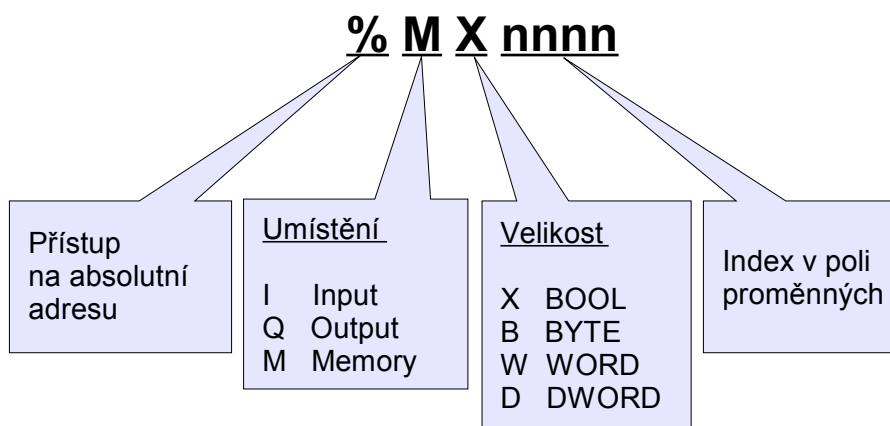 % M X nnnn
Přístup
na absolutní
adresu
Umístění
I Input
Q Output
M Memory
Velikost
X BOOL
B BYTE
W WORD
D DWORD
Index v poli
proměnných